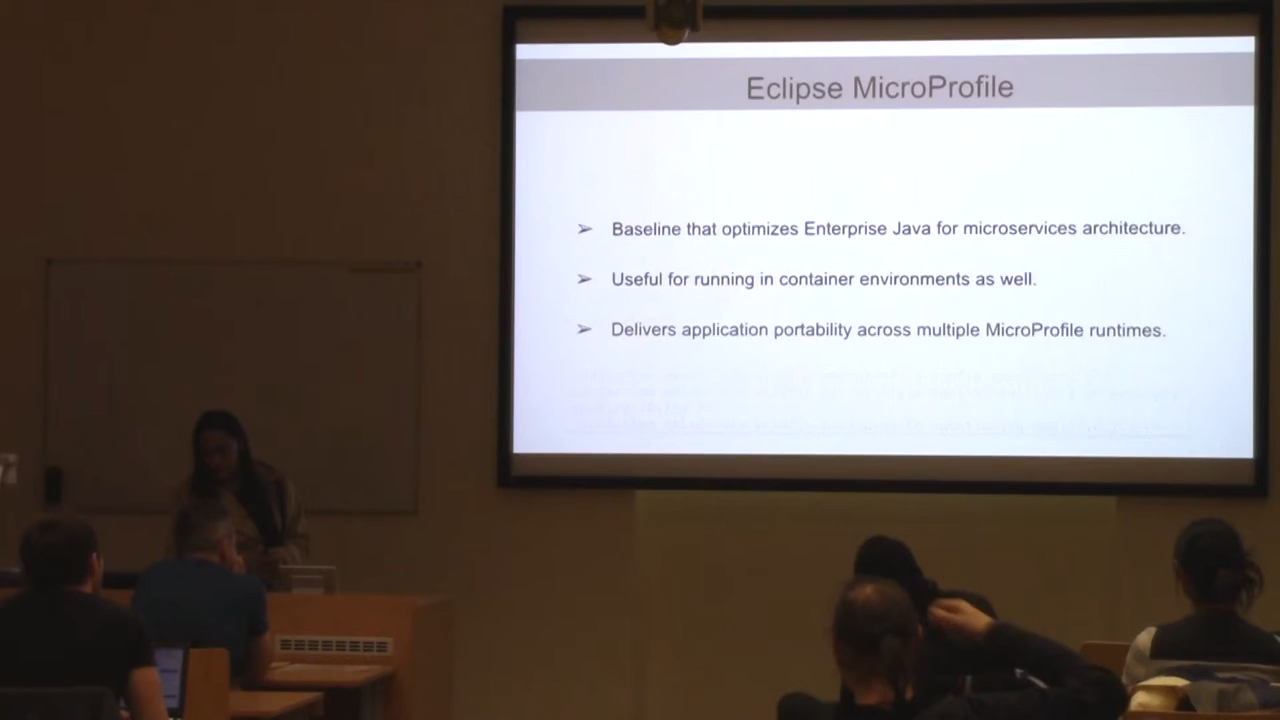 Eclipse MicroProfile
➢ Baseline that optimizes Enterprise Java for microservices architecture.
➢ Useful for running in container environments as well.
➢ Delivers application portability across multiple MicroProfile runtimes.